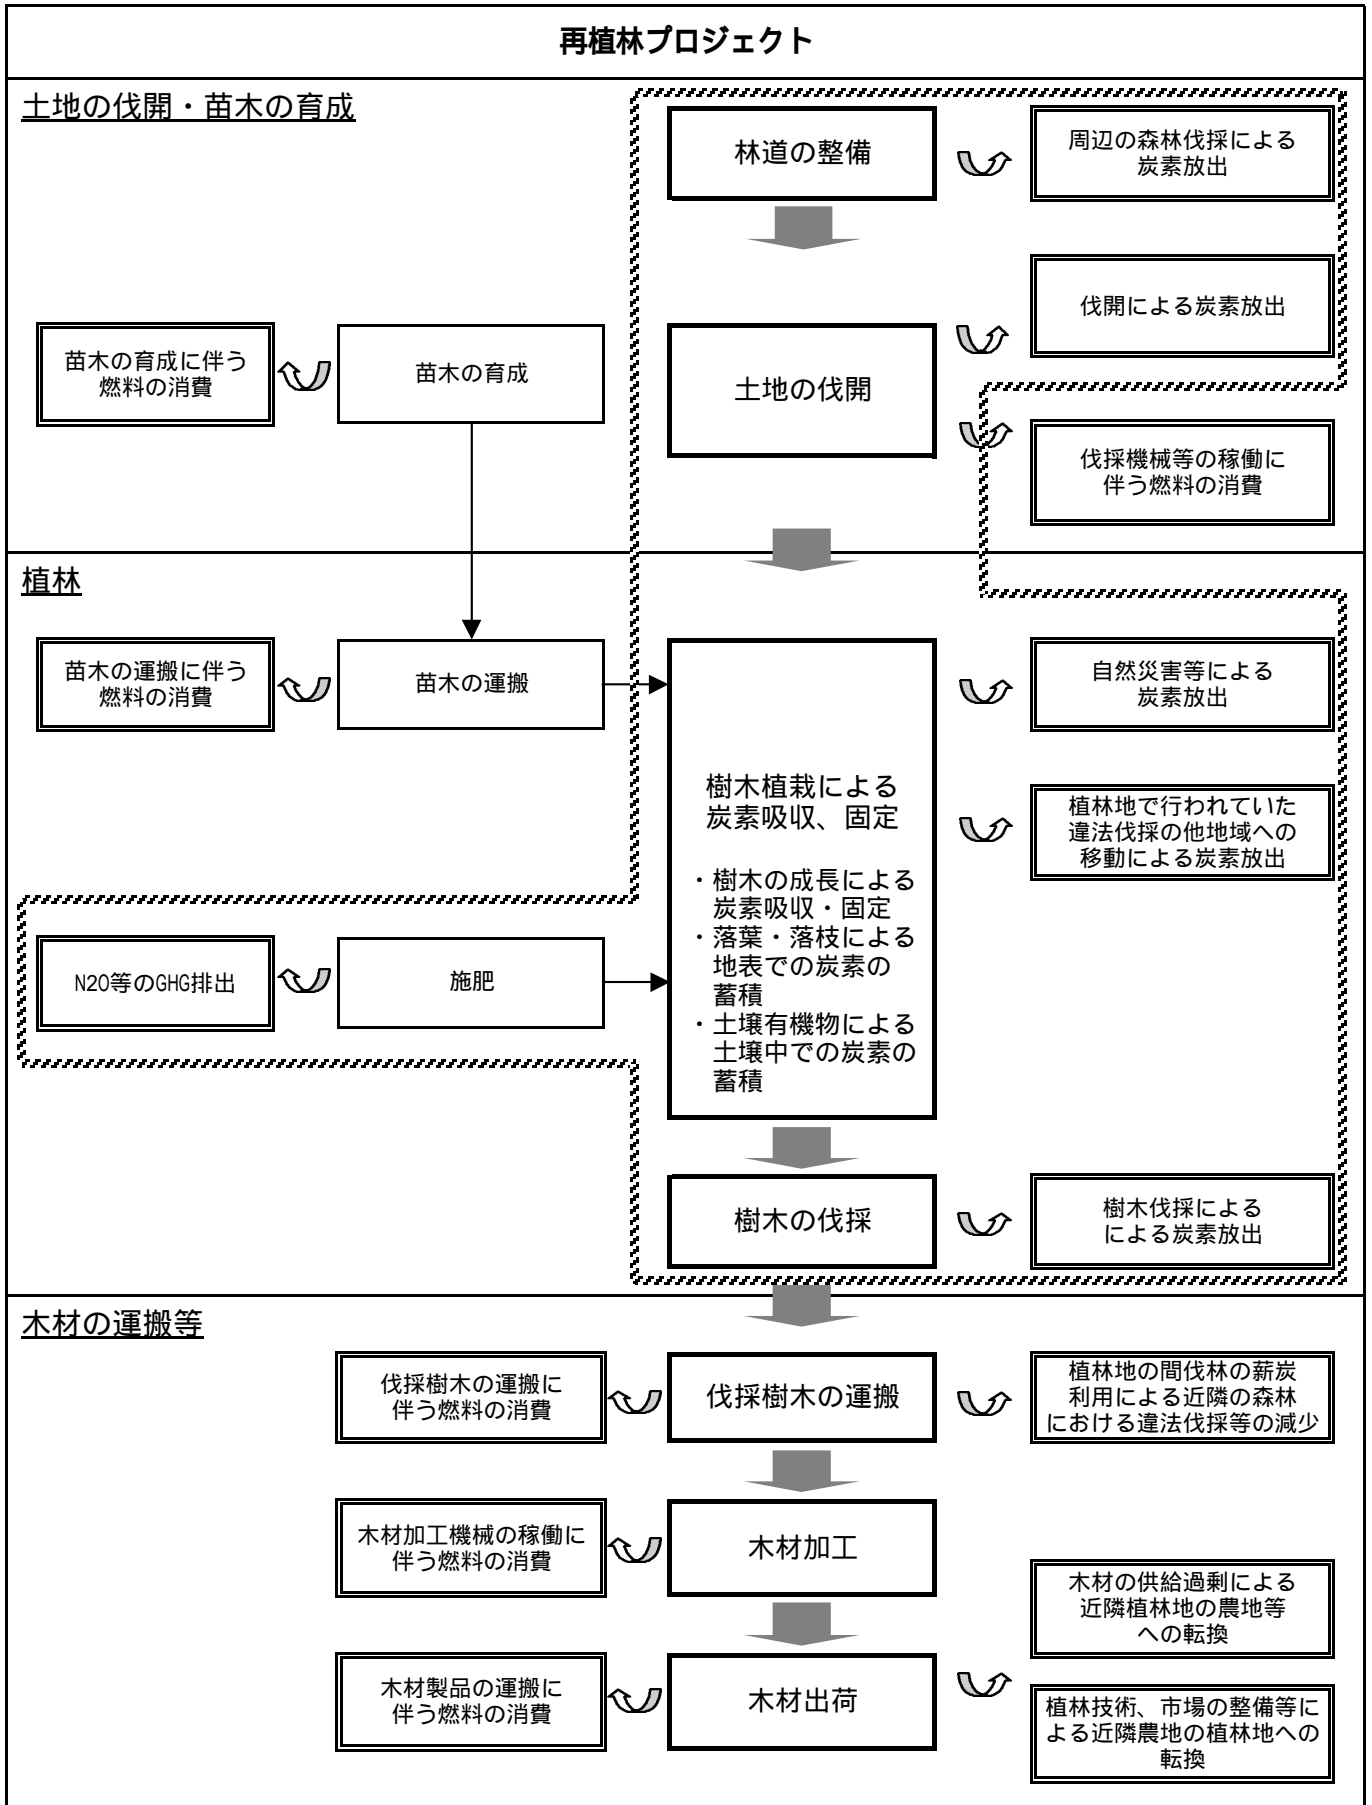 再植林プロジェクト
土地の伐開・苗木の育成
林道の整備
周辺の森林伐採による
炭素放出
伐開による炭素放出
苗木の育成に伴う
燃料の消費
苗木の育成
土地の伐開
伐採機械等の稼働に
伴う燃料の消費
植林
苗木の運搬に伴う
燃料の消費
苗木の運搬
自然災害等による
炭素放出
樹木植栽による
炭素吸収、固定
・樹木の成長による
炭素吸収・固定
・落葉・落枝による
地表での炭素の
蓄積
・土壌有機物による
土壌中での炭素の
蓄積
植林地で行われていた
違法伐採の他地域への
移動による炭素放出
N2O等のGHG排出
施肥
樹木の伐採
樹木伐採による
による炭素放出
木材の運搬等
伐採樹木の運搬に
伴う燃料の消費
伐採樹木の運搬
植林地の間伐林の薪炭
利用による近隣の森林
における違法伐採等の減少
木材加工機械の稼働に
伴う燃料の消費
木材加工
木材の供給過剰による
近隣植林地の農地等
への転換
木材製品の運搬に
伴う燃料の消費
木材出荷
植林技術、市場の整備等に
よる近隣農地の植林地への
転換